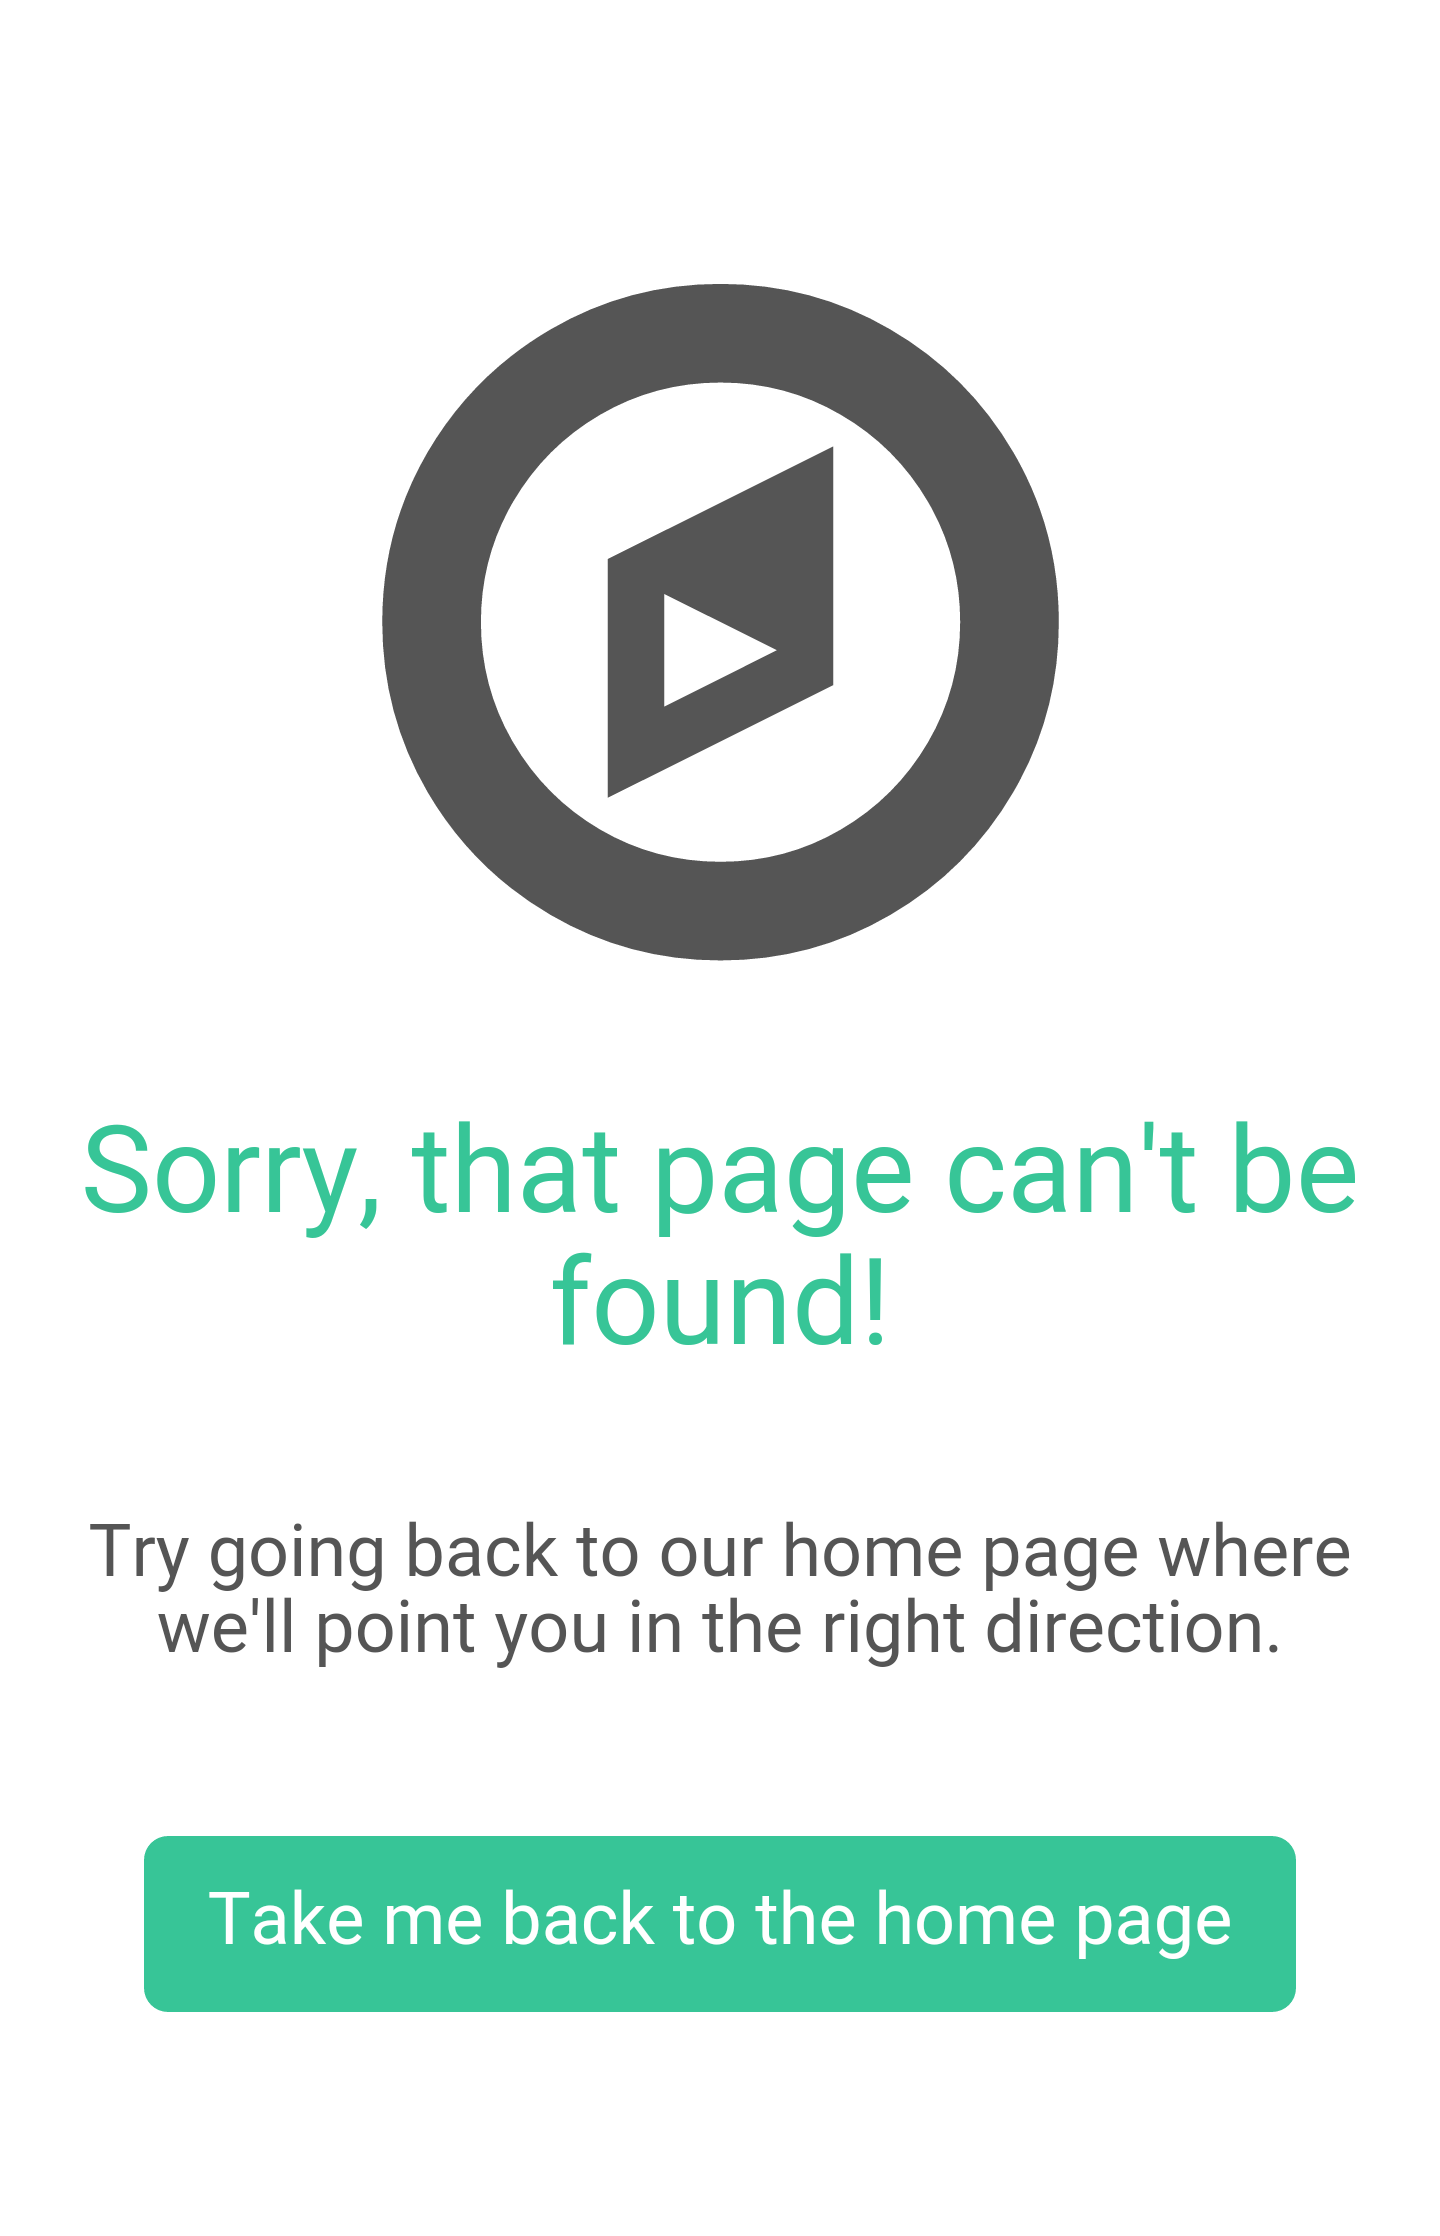 Sorry, that page can't be
found!
Try going back to our home page where
we'll point you in the right direction.
Take me back to the home page